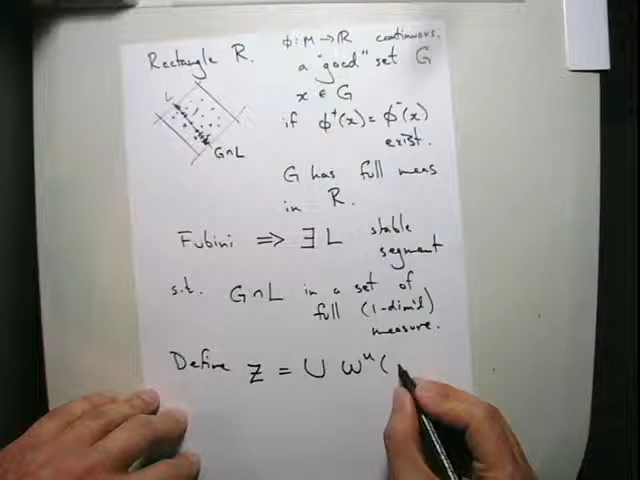 Rectangle R.
L
G∩L
φ: M → ℝ continuous.
a "good" set G
x ∈ G
if φ⁺(x) = φ⁻(x)
exist.
G has full meas
in R.
Fubini ⇒ ∃ L stable
segment
s.t. G∩L is a set of
full (1-dim'l)
measure.
Define Z = ∪ W^u (